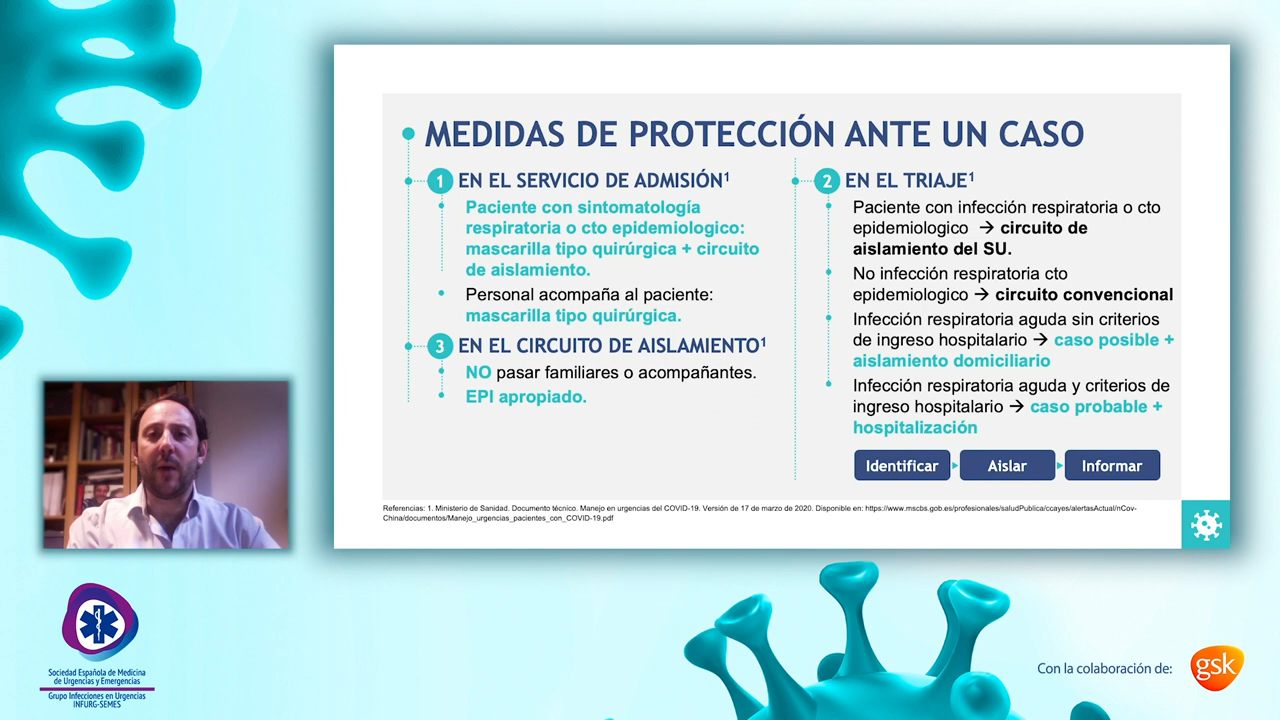 MEDIDAS DE PROTECCIÓN ANTE UN CASO
1 EN EL SERVICIO DE ADMISIÓN¹
Paciente con sintomatología
respiratoria o cto epidemiologico:
mascarilla tipo quirúrgica + circuito
de aislamiento.
Personal acompaña al paciente:
mascarilla tipo quirúrgica.
3 EN EL CIRCUITO DE AISLAMIENTO¹
NO pasar familiares o acompañantes.
EPI apropiado.
2 EN EL TRIAJE¹
Paciente con infección respiratoria o cto
epidemiologico → circuito de
aislamiento del SU.
No infección respiratoria cto
epidemiologico → circuito convencional
Infección respiratoria aguda sin criterios
de ingreso hospitalario → caso posible +
aislamiento domiciliario
Infección respiratoria aguda y criterios de
ingreso hospitalario → caso probable +
hospitalización
Identificar Aislar Informar
Referencias: 1. Ministerio de Sanidad. Documento técnico. Manejo en urgencias del COVID-19. Versión de 17 de marzo de 2020. Disponible en: https://www.mscbs.gob.es/profesionales/saludPublica/ccayes/alertasActual/nCov-
China/documentos/Manejo_urgencias_pacientes_con_COVID-19.pdf
Sociedad Española de Medicina
de Urgencias y Emergencias
Grupo Infecciones en Urgencias
INFURG-SEMES
Con la colaboración de:
gsk